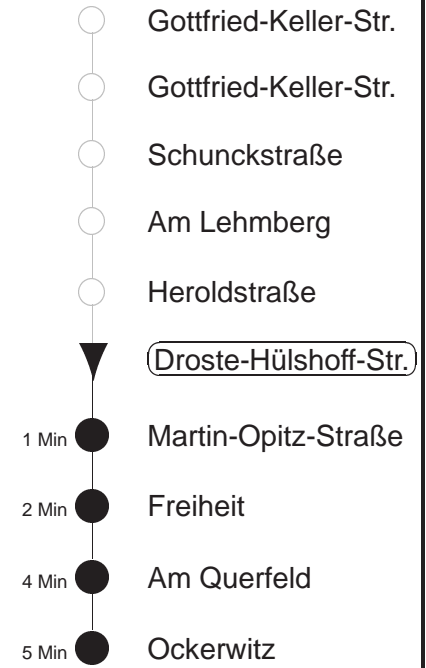 Gottfried-Keller-Str.
Gottfried-Keller-Str.
Schunckstraße
Am Lehmberg
Heroldstraße
Droste-Hülshoff-Str.
1 Min Martin-Opitz-Straße
2 Min Freiheit
4 Min Am Querfeld
5 Min Ockerwitz